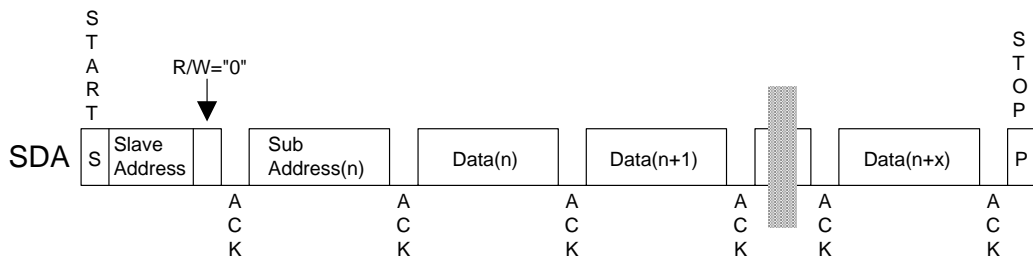 START
STOP
R/W="0"
SDA
S
Slave
Address
Sub
Address(n)
Data(n)
Data(n+1)
Data(n+x)
P
ACK
ACK
ACK
ACK
ACK
ACK